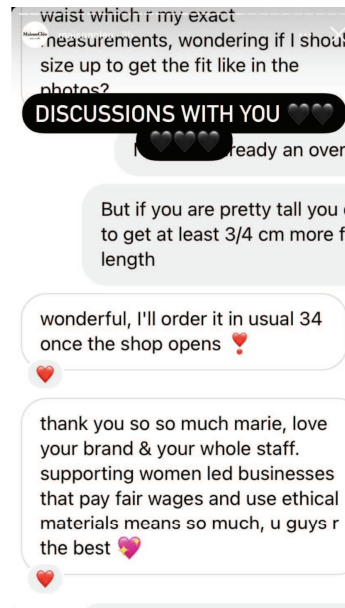 waist which r my exact
measurements, wondering if I shoul
size up to get the fit like in the
photos?
DISCUSSIONS WITH YOU 🖤🖤
🖤🖤🖤
ready an over
But if you are pretty tall you
to get at least 3/4 cm more f
length
wonderful, I'll order it in usual 34
once the shop opens ❣️
❤️
thank you so so much marie, love
your brand & your whole staff.
supporting women led businesses
that pay fair wages and use ethical
materials means so much, u guys r
the best 💖
❤️